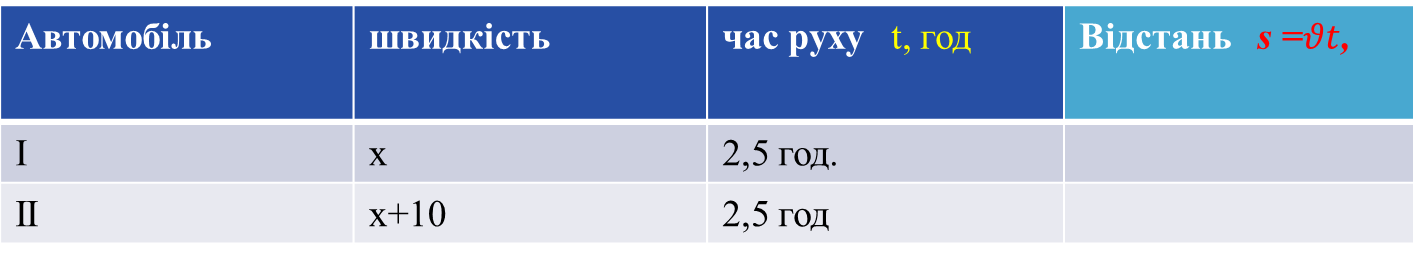 Автомобіль швидкість час руху t, год Відстань s =ϑt,
I x 2,5 год.
II x+10 2,5 год